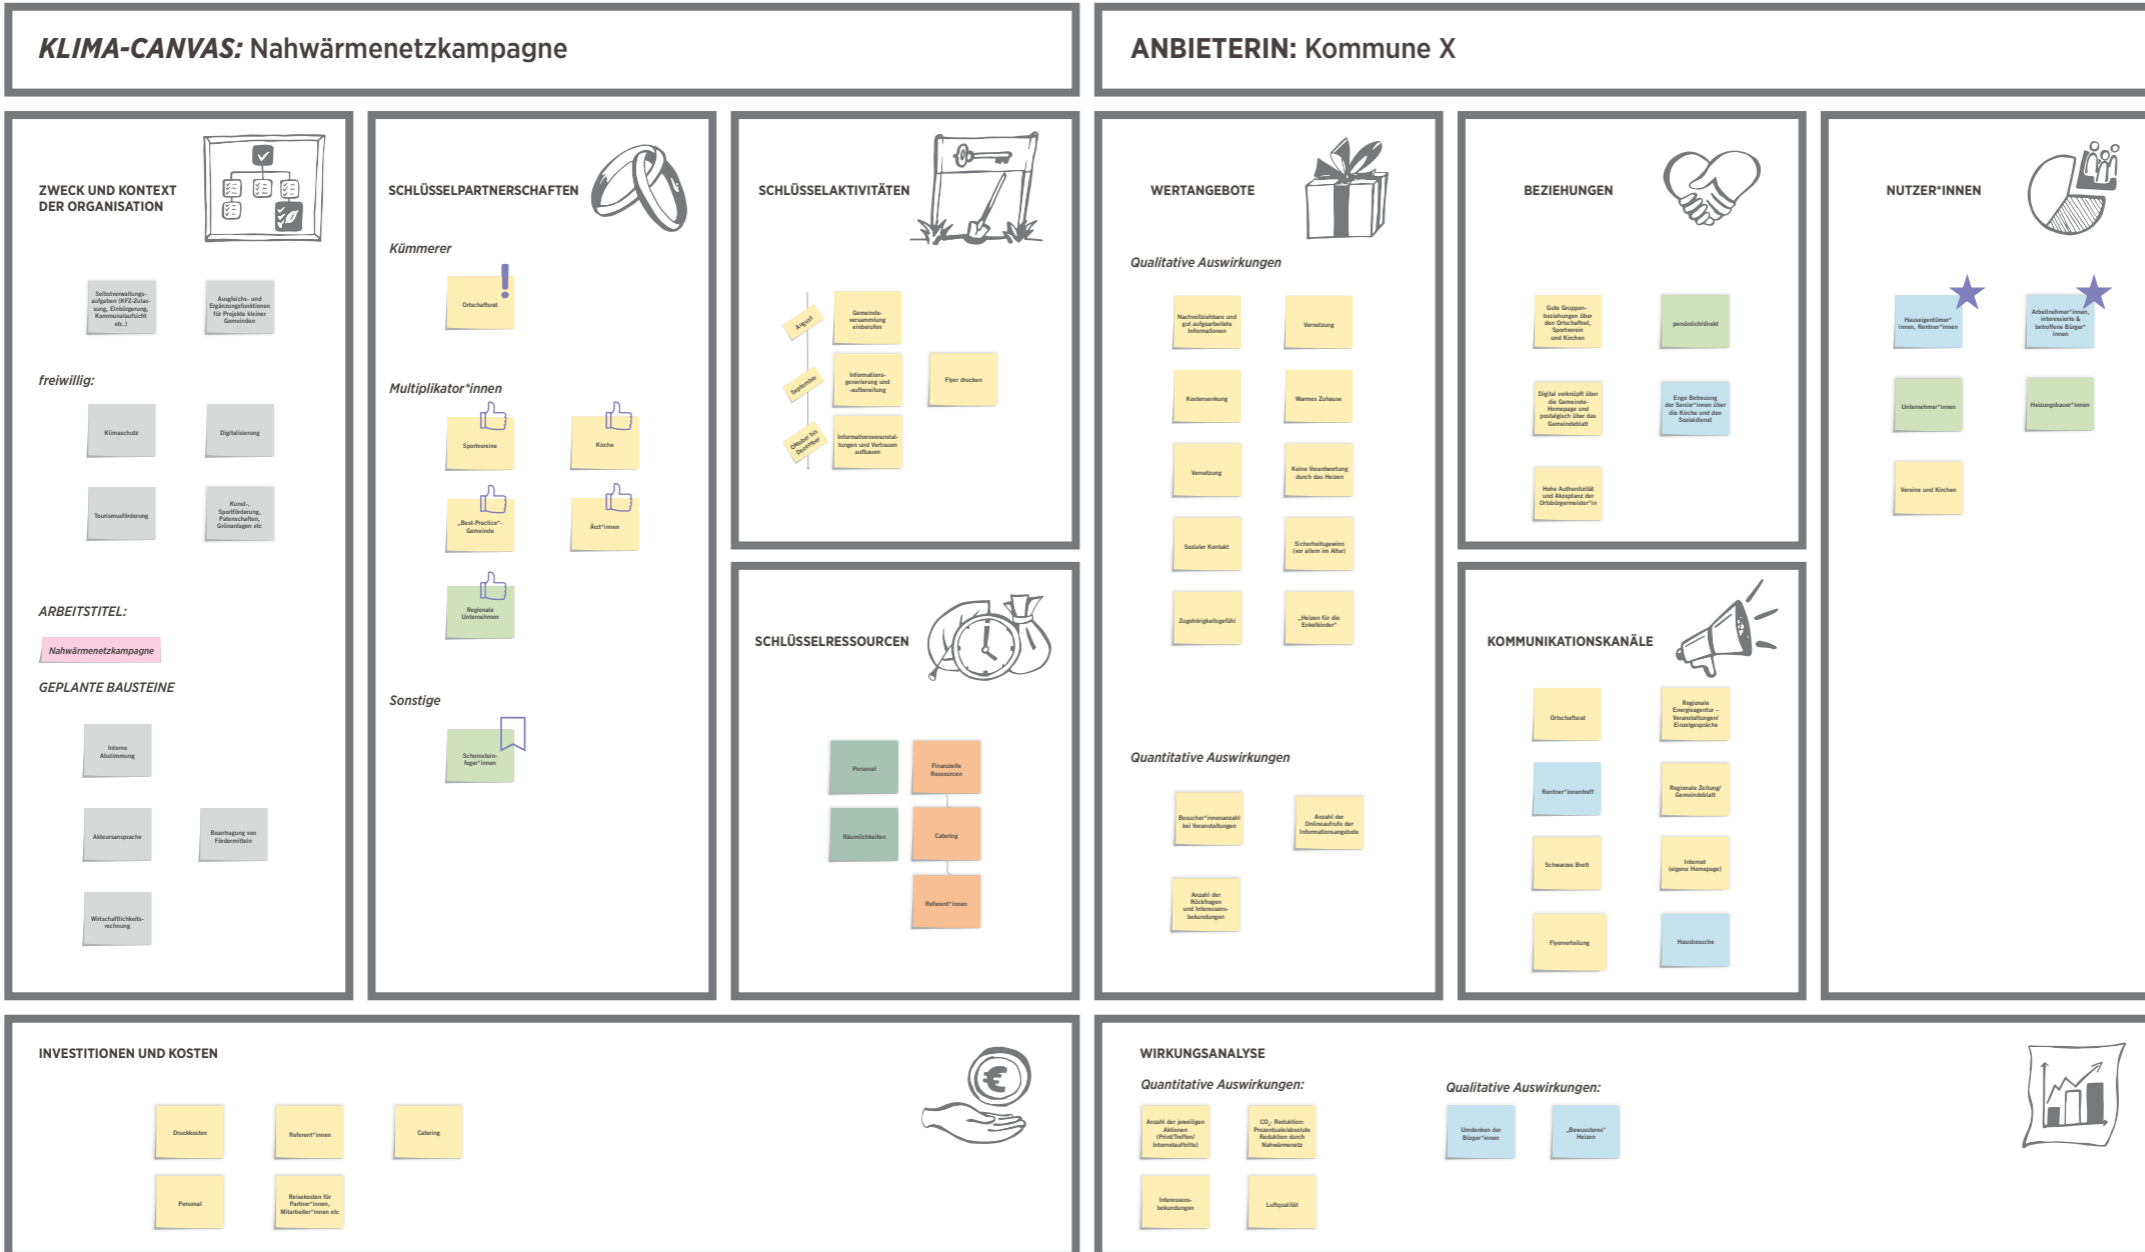 KLIMA-CANVAS: Nahwärmenetzkampagne
ANBIETERIN: Kommune X
ZWECK UND KONTEXT
DER ORGANISATION
Selbstverwaltungs-
aufgaben (KFZ-Zulas-
sung, Einbürgerung,
Kommunalaufsicht
etc.)
Ausgleichs- und
Ergänzungsfunktionen
für Projekte kleiner
Gemeinden
freiwillig:
Klimaschutz
Digitalisierung
Tourismusförderung
Kunst-,
Sportförderung,
Patenschaften,
Grünanlagen etc
ARBEITSTITEL:
Nahwärmenetzkampagne
GEPLANTE BAUSTEINE
Interne
Abstimmung
Akteursansprache
Beantragung von
Fördermitteln
Wirtschaftlichkeits-
rechnung
SCHLÜSSELPARTNERSCHAFTEN
Kümmerer
Ortschaftsrat
Multiplikator*innen
Sportvereine
Kirche
„Best-Practice"-
Gemeinde
Ärzt*innen
Regionale
Unternehmen
Sonstige
Schornstein-
feger*innen
SCHLÜSSELAKTIVITÄTEN
August
Gemeinde-
versammlung
einberufen
September
Informations-
generierung und
-aufbereitung
Flyer drucken
Oktober bis
Dezember
Informationsveranstal-
tungen und Vertrauen
aufbauen
SCHLÜSSELRESSOURCEN
Personal
Finanzielle
Ressourcen
Räumlichkeiten
Catering
Referent*innen
WERTANGEBOTE
Qualitative Auswirkungen
Nachvollziehbare und
gut aufgearbeitete
Informationen
Vernetzung
Kostensenkung
Warmes Zuhause
Vernetzung
Keine Verantwortung
durch das Heizen
Sozialer Kontakt
Sicherheitsgewinn
(vor allem im Alter)
Zugehörigkeitsgefühl
„Heizen für die
Enkelkinder"
Quantitative Auswirkungen
Besucher*innenanzahl
bei Veranstaltungen
Anzahl der
Onlineaufrufe der
Informationsangebote
Anzahl der
Rückfragen
und Interessens-
bekundungen
BEZIEHUNGEN
Gute Gruppen-
beziehungen über
den Ortschaftrat,
Sportverein
und Kirchen
persönlich/direkt
Digital verknüpft über
die Gemeinde-
Homepage und
postalgisch über das
Gemeindeblatt
Enge Betreuung
der Senior*innen über
die Kirche und den
Sozialdienst
Hohe Authentizität
und Akzeptanz der
Ortsbürgermeister*in
KOMMUNIKATIONSKANÄLE
Ortschaftsrat
Regionale
Energieagentur –
Veranstaltungen/
Einzelgespräche
Rentner*innentreff
Regionale Zeitung/
Gemeindeblatt
Schwarzes Brett
Internet
(eigene Homepage)
Flyerverteilung
Hausbesuche
NUTZER*INNEN
Hauseigentümer*
innen, Rentner*innen
Arbeitnehmer*innen,
interessierte &
betroffene Bürger*
innen
Unternehmer*innen
Heizungsbauer*innen
Vereine und Kirchen
INVESTITIONEN UND KOSTEN
Druckkosten
Referent*innen
Catering
Personal
Reisekosten für
Partner*innen,
Mitarbeiter*innen etc
WIRKUNGSANALYSE
Quantitative Auswirkungen:
Anzahl der jeweiligen
Aktionen
(Print/Treffen/
Internetauftritte)
CO₂- Reduktion:
Prozentuale/absolute
Reduktion durch
Nahwärmenetz
Interessens-
bekundungen
Luftqualität
Qualitative Auswirkungen:
Umdenken der
Bürger*innen
„Bewussteres"
Heizen